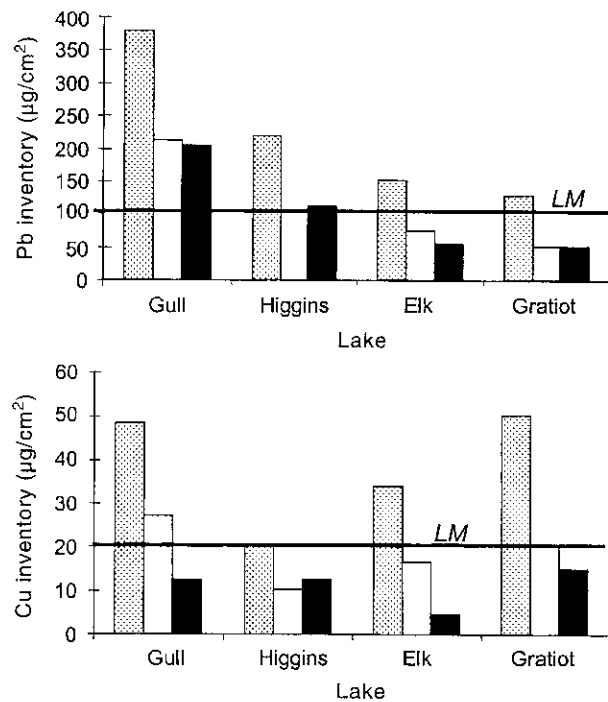 Pb inventory (µg/cm²)
400
350
300
250
200
150
100
50
0
LM
Gull Higgins Elk Gratiot
Lake
Cu inventory (µg/cm²)
60
50
40
30
20
10
0
LM
Gull Higgins Elk Gratiot
Lake